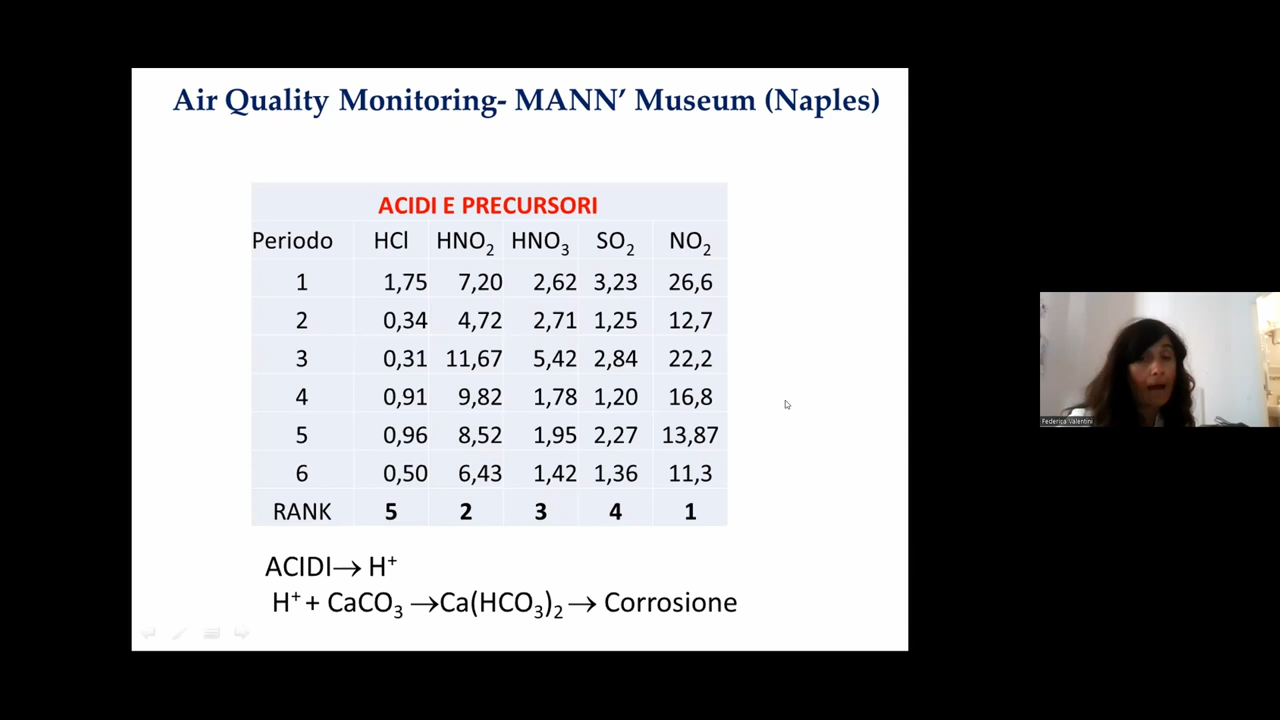 Air Quality Monitoring- MANN’ Museum (Naples)
ACIDI E PRECURSORI
Periodo HCl HNO2 HNO3 SO2 NO2
1 1,75 7,20 2,62 3,23 26,6
2 0,34 4,72 2,71 1,25 12,7
3 0,31 11,67 5,42 2,84 22,2
4 0,91 9,82 1,78 1,20 16,8
5 0,96 8,52 1,95 2,27 13,87
6 0,50 6,43 1,42 1,36 11,3
RANK 5 2 3 4 1
ACIDI→ H+
H+ + CaCO3 →Ca(HCO3)2 → Corrosione
Federica Valentini